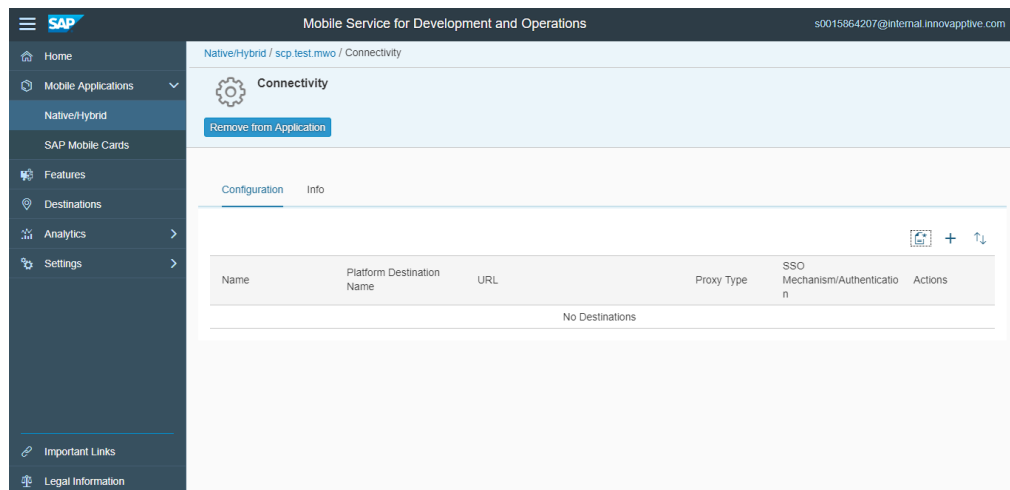 SAP
Mobile Service for Development and Operations
s0015864207@internal.innovapptive.com
Home
Mobile Applications
Native/Hybrid
SAP Mobile Cards
Features
Destinations
Analytics
Settings
Important Links
Legal Information
Native/Hybrid / scp.test.mwo / Connectivity
Connectivity
Remove from Application
Configuration Info
Name
Platform Destination
Name
URL
Proxy Type
SSO
Mechanism/Authenticatio
n
Actions
No Destinations